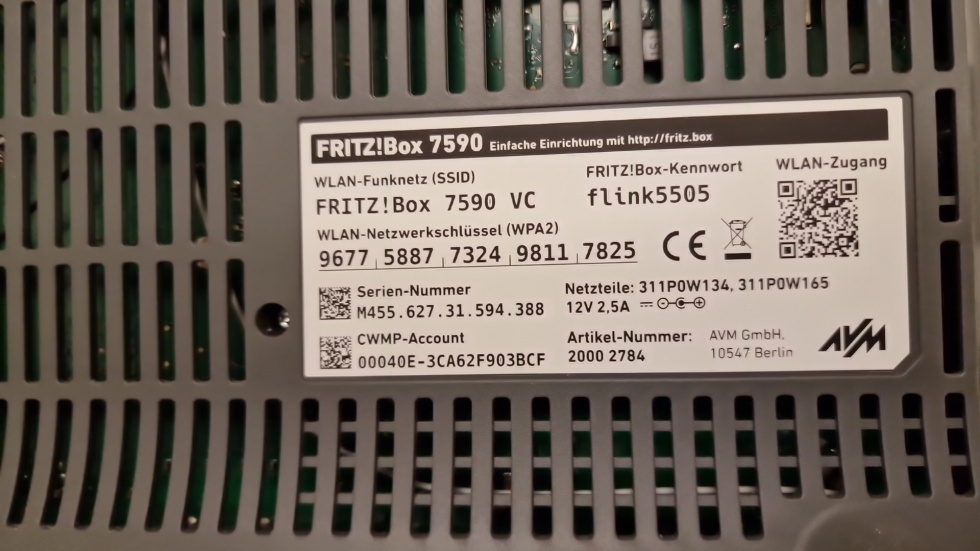 FRITZ!Box 7590 Einfache Einrichtung mit http://fritz.box
WLAN-Funknetz (SSID)
FRITZ!Box 7590 VC
FRITZ!Box-Kennwort
flink5505
WLAN-Zugang
WLAN-Netzwerkschlüssel (WPA2)
9677 5887 7324 9811 7825
CE
Serien-Nummer
M455.627.31.594.388
Netzteile: 311P0W134, 311P0W165
12V 2,5A
CWMP-Account
00040E-3CA62F903BCF
Artikel-Nummer:
2000 2784
AVM GmbH,
10547 Berlin
AVM